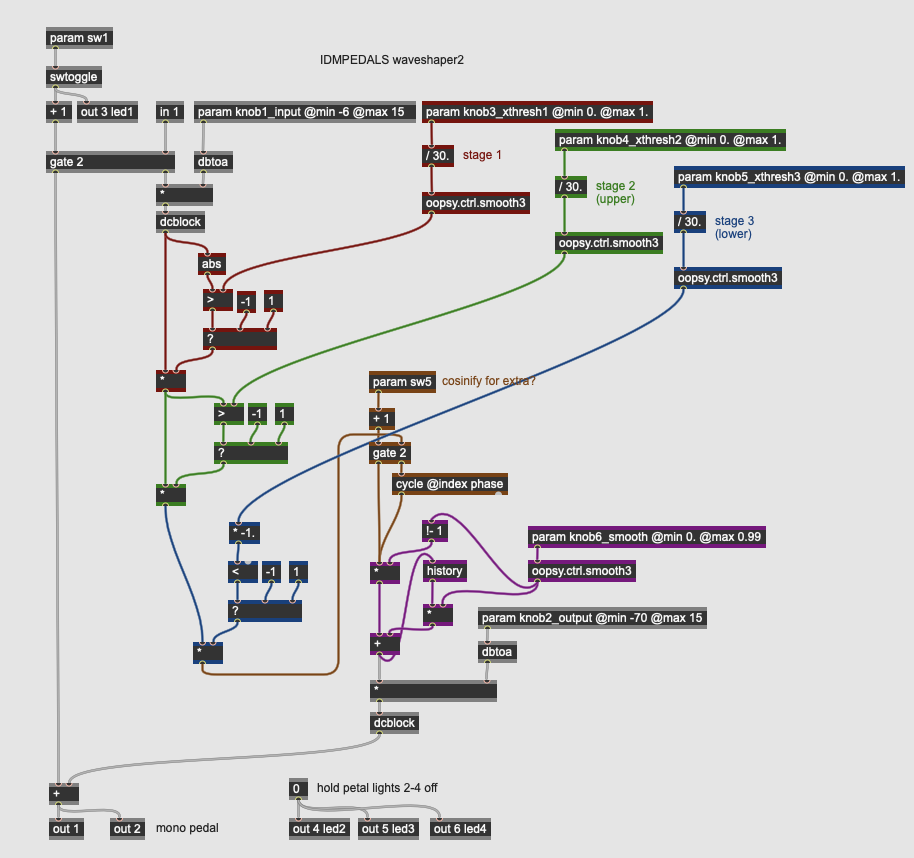 param sw1
IDMPEDALS waveshaper2
swtoggle
+ 1
out 3 led1
in 1
param knob1_input @min -6 @max 15
param knob3_xthresh1 @min 0. @max 1.
param knob4_xthresh2 @min 0. @max 1.
gate 2
dbtoa
/ 30.
stage 1
param knob5_xthresh3 @min 0. @max 1.
/ 30.
stage 2
(upper)
*
oopsy.ctrl.smooth3
dcblock
/ 30.
stage 3
(lower)
oopsy.ctrl.smooth3
abs
oopsy.ctrl.smooth3
>
-1
1
?
*
param sw5
cosinify for extra?
>
-1
1
+ 1
?
gate 2
cycle @index phase
*
* -1.
!- 1
param knob6_smooth @min 0. @max 0.99
<
-1
1
*
history
oopsy.ctrl.smooth3
?
*
param knob2_output @min -70 @max 15
*
+
dbtoa
*
dcblock
+
0
hold petal lights 2-4 off
out 1
out 2
mono pedal
out 4 led2
out 5 led3
out 6 led4